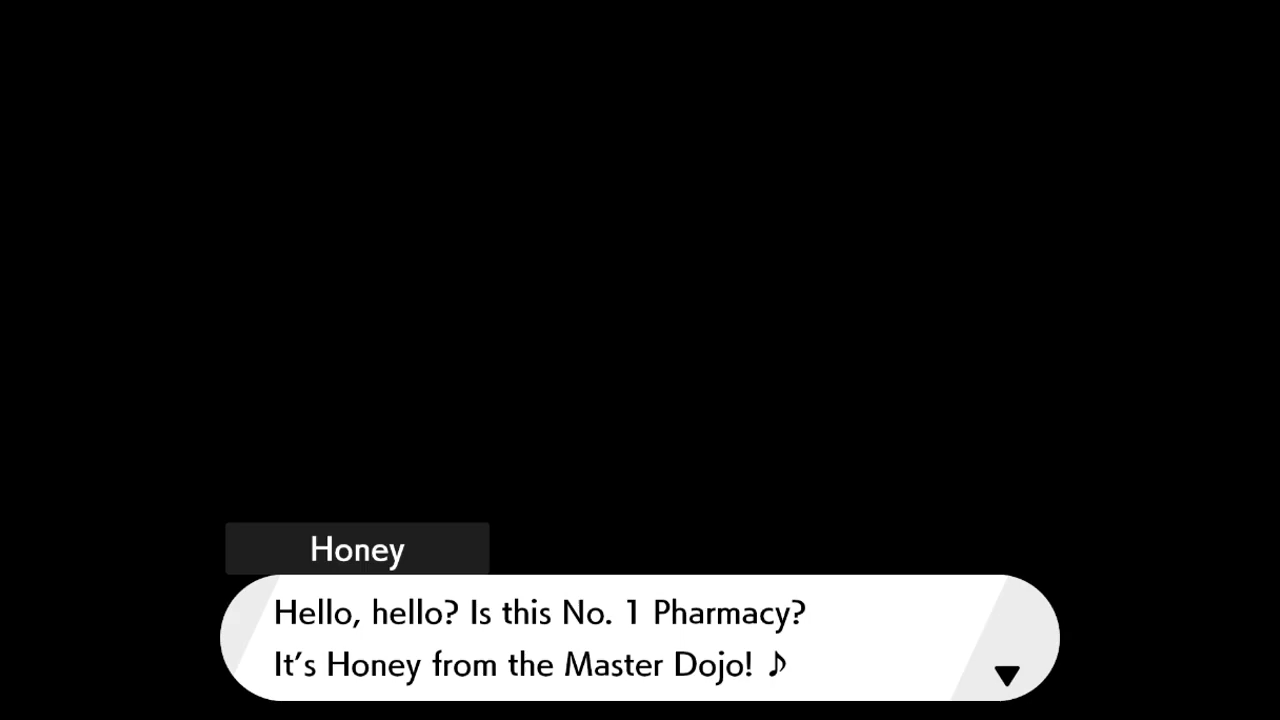 Honey
Hello, hello? Is this No. 1 Pharmacy?
It's Honey from the Master Dojo! ♪